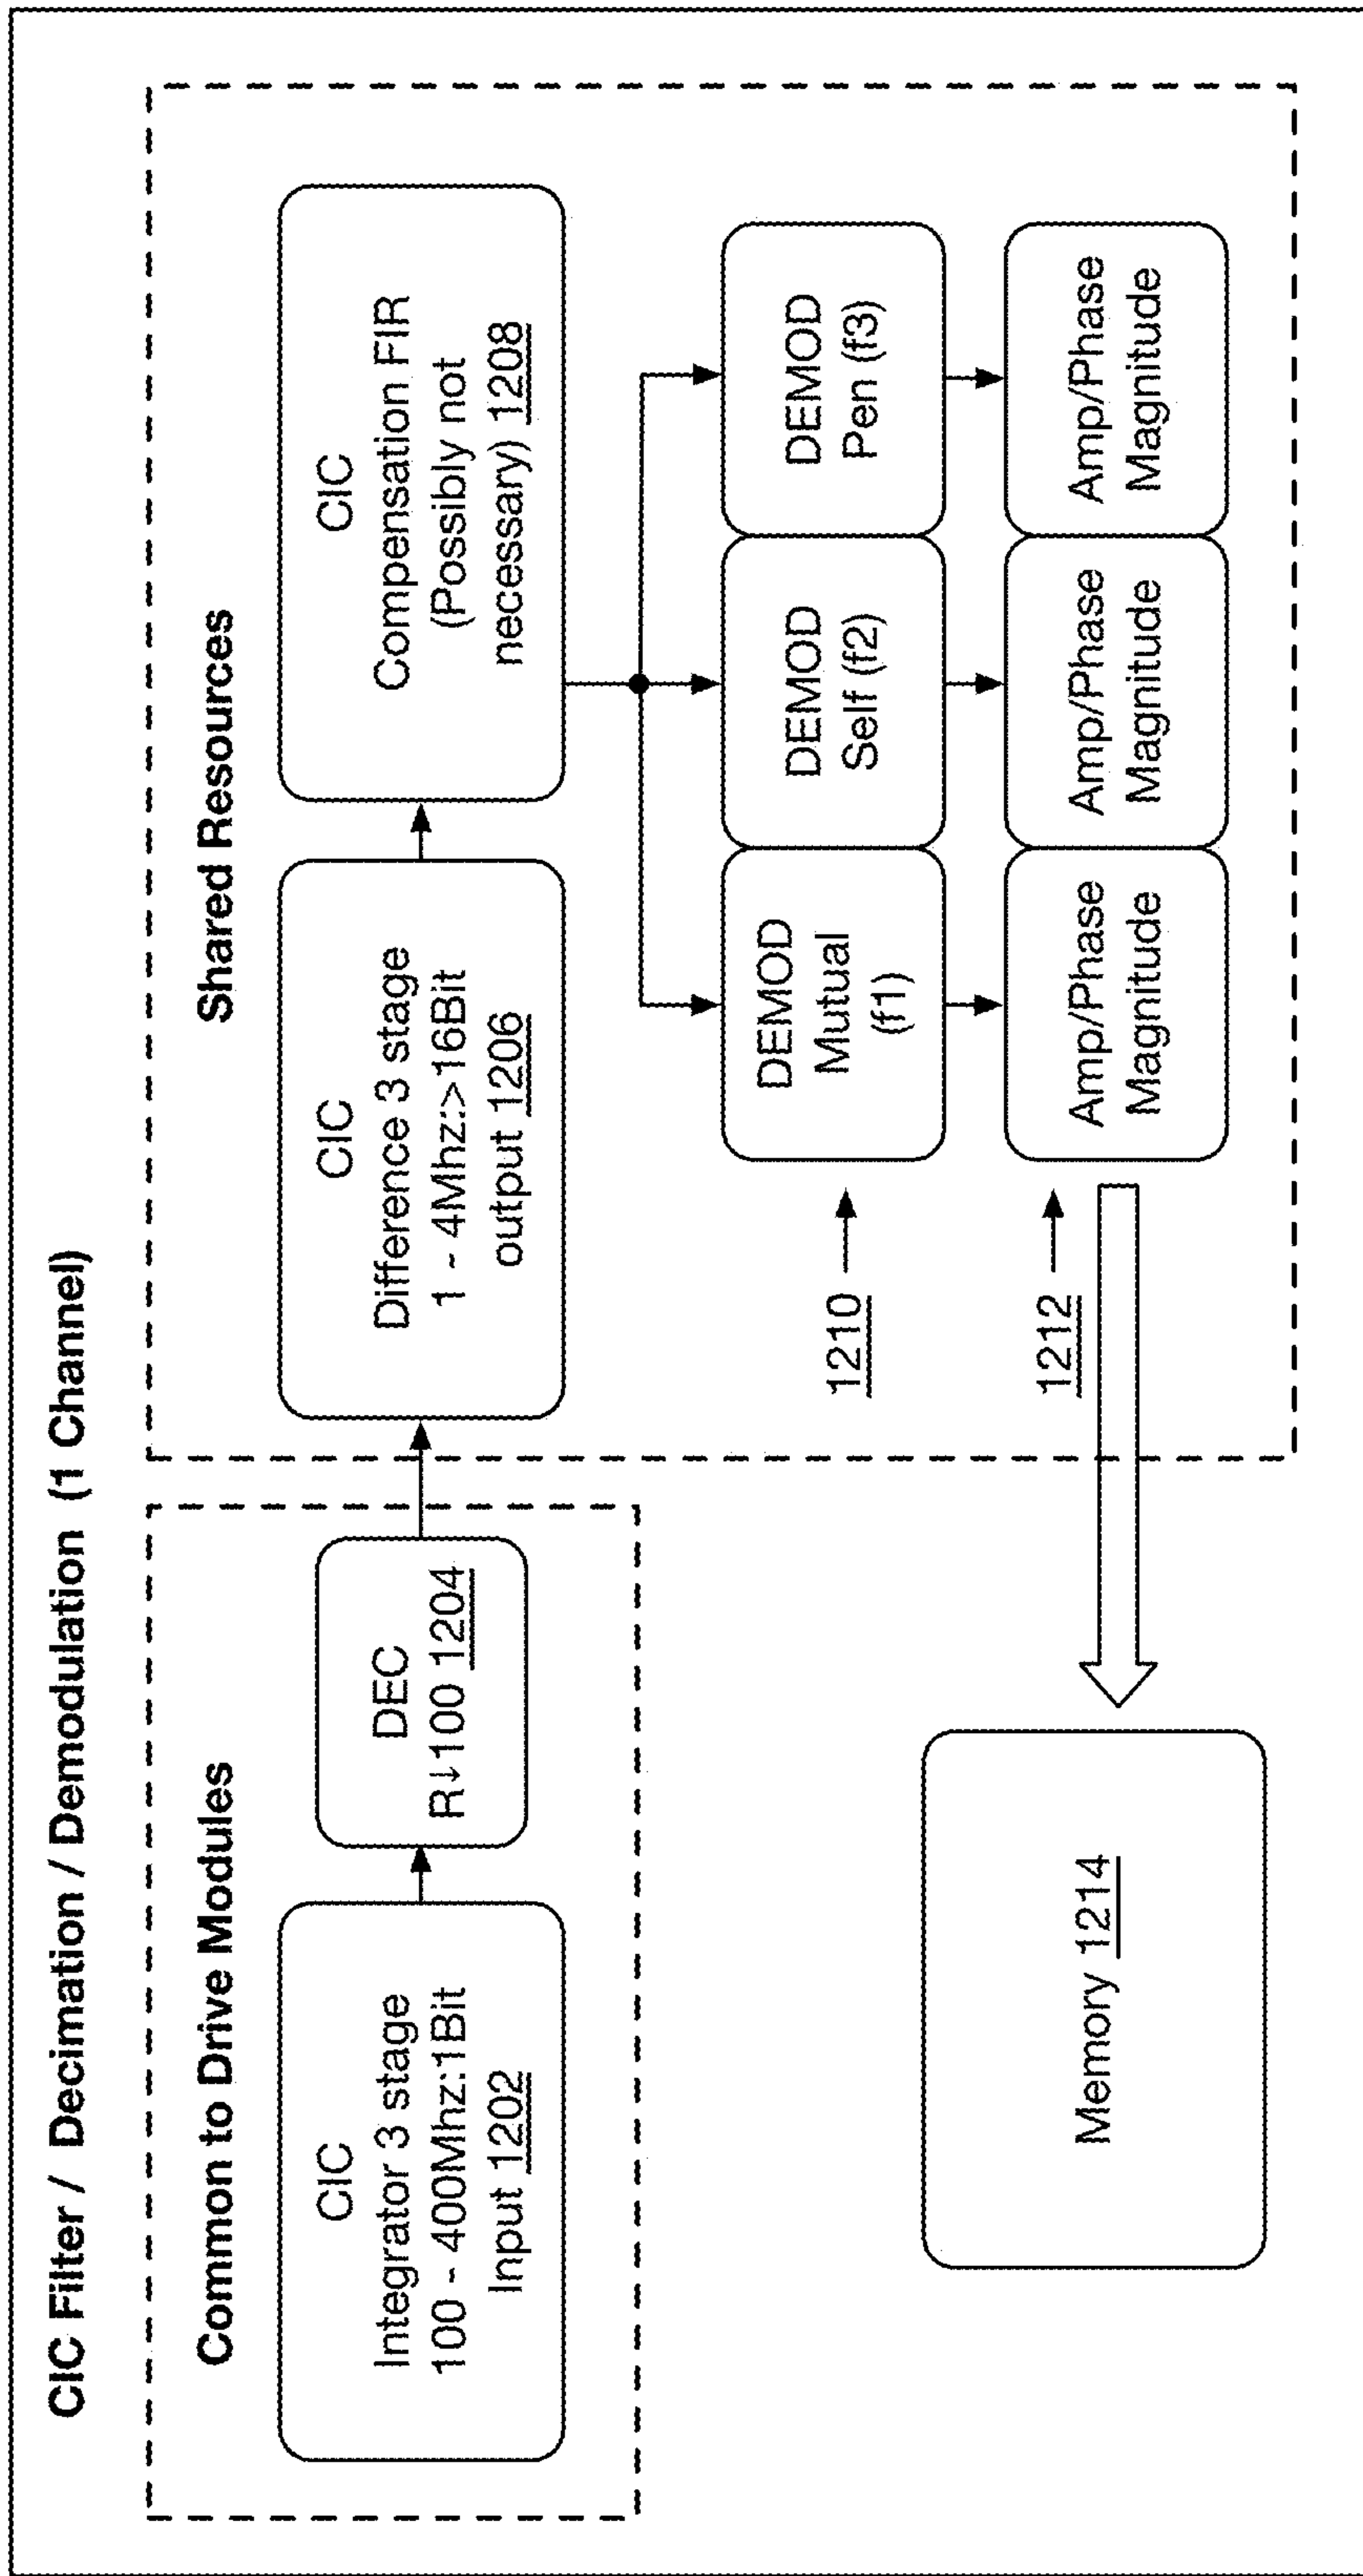 CIC Filter / Decimation / Demodulation (1 Channel)
Common to Drive Modules
CIC
Integrator 3 stage
100 - 400Mhz:1Bit
Input 1202
DEC
R↓100 1204
Shared Resources
CIC
Difference 3 stage
1 - 4Mhz:>16Bit
output 1206
CIC
Compensation FIR
(Possibly not
necessary) 1208
1210
DEMOD
Mutual
(f1)
DEMOD
Self (f2)
DEMOD
Pen (f3)
1212
Amp/Phase
Magnitude
Amp/Phase
Magnitude
Amp/Phase
Magnitude
Memory 1214